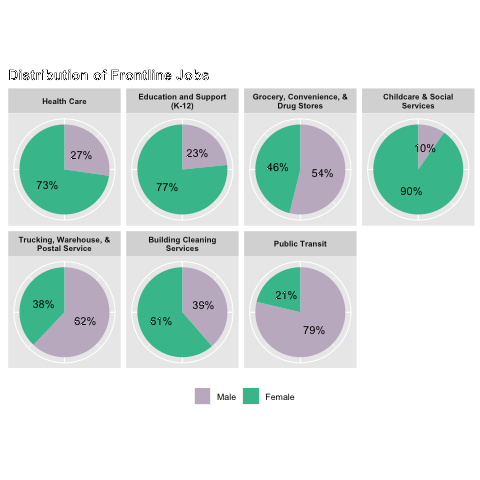 Distribution of Frontline Jobs
Health Care
Education and Support
(K-12)
Grocery, Convenience, &
Drug Stores
Childcare & Social
Services
27%
73%
23%
77%
46%
54%
10%
90%
Trucking, Warehouse, &
Postal Service
Building Cleaning
Services
Public Transit
38%
62%
39%
61%
21%
79%
Male
Female